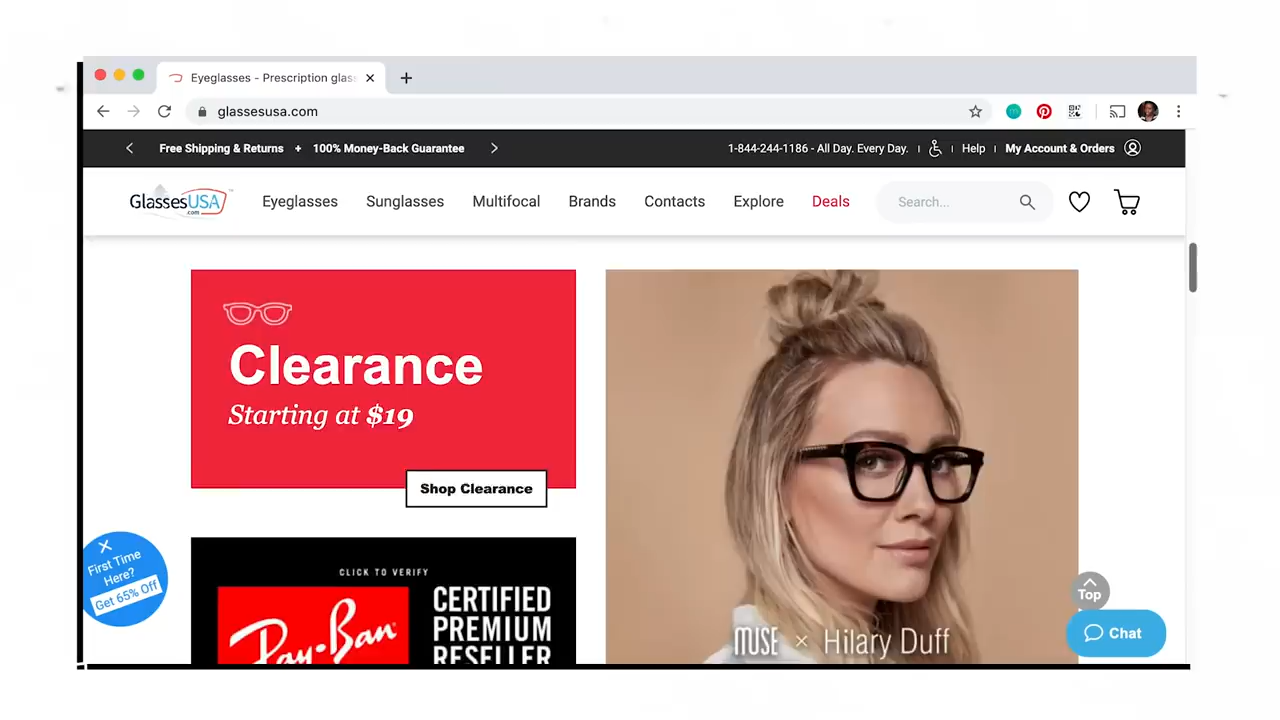 Eyeglasses - Prescription glass
glassesusa.com
Free Shipping & Returns + 100% Money-Back Guarantee
1-844-244-1186 - All Day. Every Day. Help My Account & Orders
GlassesUSA
.com
Eyeglasses Sunglasses Multifocal Brands Contacts Explore Deals Search...
Clearance
Starting at $19
Shop Clearance
First Time
Here?
Get 65% Off
CLICK TO VERIFY
Ray-Ban
CERTIFIED
PREMIUM
RESELLER
MUSE × Hilary Duff
Top
Chat